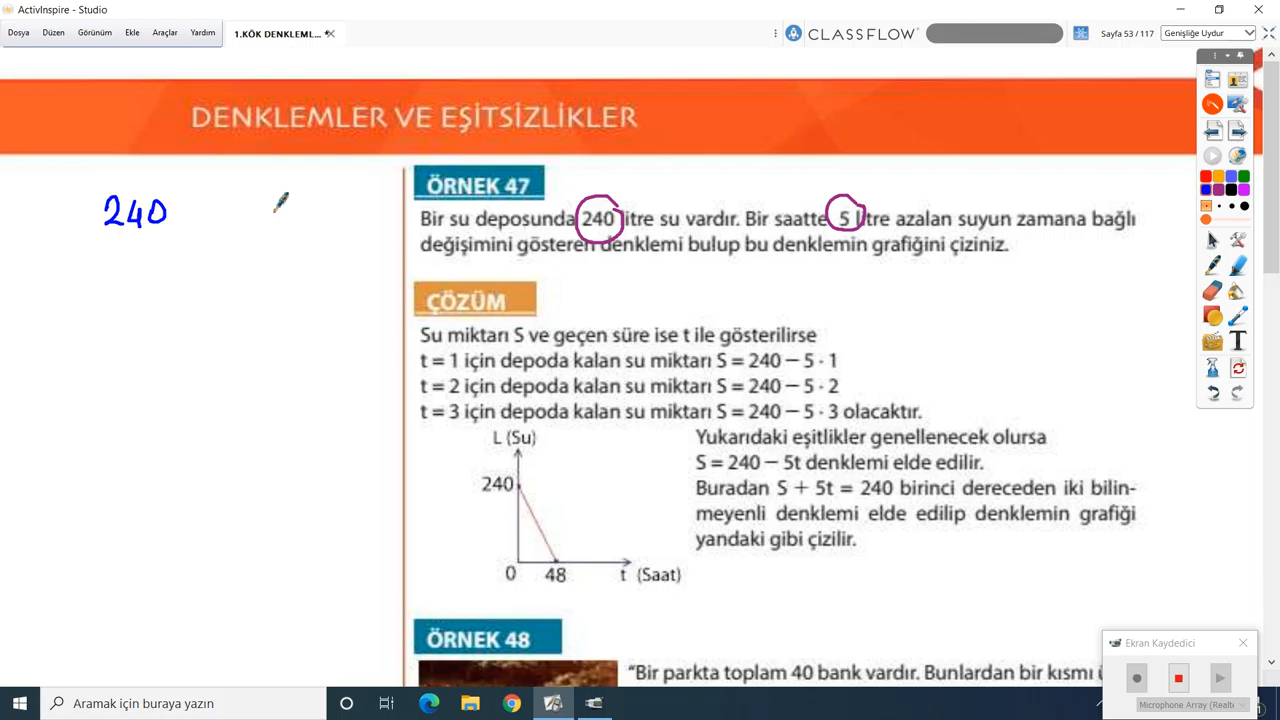 ActivInspire - Studio
Dosya Düzen Görünüm Ekle Araçlar Yardım
1.KÖK DENKLEML...
CLASSFLOW
Sayfa 53 / 117
Genişliğe Uydur
DENKLEMLER VE EŞİTSİZLİKLER
240
ÖRNEK 47
Bir su deposunda 240 litre su vardır. Bir saatte 5 litre azalan suyun zamana bağlı
değişimini gösteren denklemi bulup bu denklemin grafiğini çiziniz.
ÇÖZÜM
Su miktarı S ve geçen süre ise t ile gösterilirse
t = 1 için depoda kalan su miktarı S = 240 − 5 · 1
t = 2 için depoda kalan su miktarı S = 240 − 5 · 2
t = 3 için depoda kalan su miktarı S = 240 − 5 · 3 olacaktır.
L (Su)
240
0
48
t (Saat)
Yukarıdaki eşitlikler genellenecek olursa
S = 240 − 5t denklemi elde edilir.
Buradan S + 5t = 240 birinci dereceden iki bilin-
meyenli denklemi elde edilip denklemin grafiği
yandaki gibi çizilir.
ÖRNEK 48
"Bir parkta toplam 40 bank vardır. Bunlardan bir kısmı ü
Ekran Kaydedici
Microphone Array (Realte
Aramak için buraya yazın